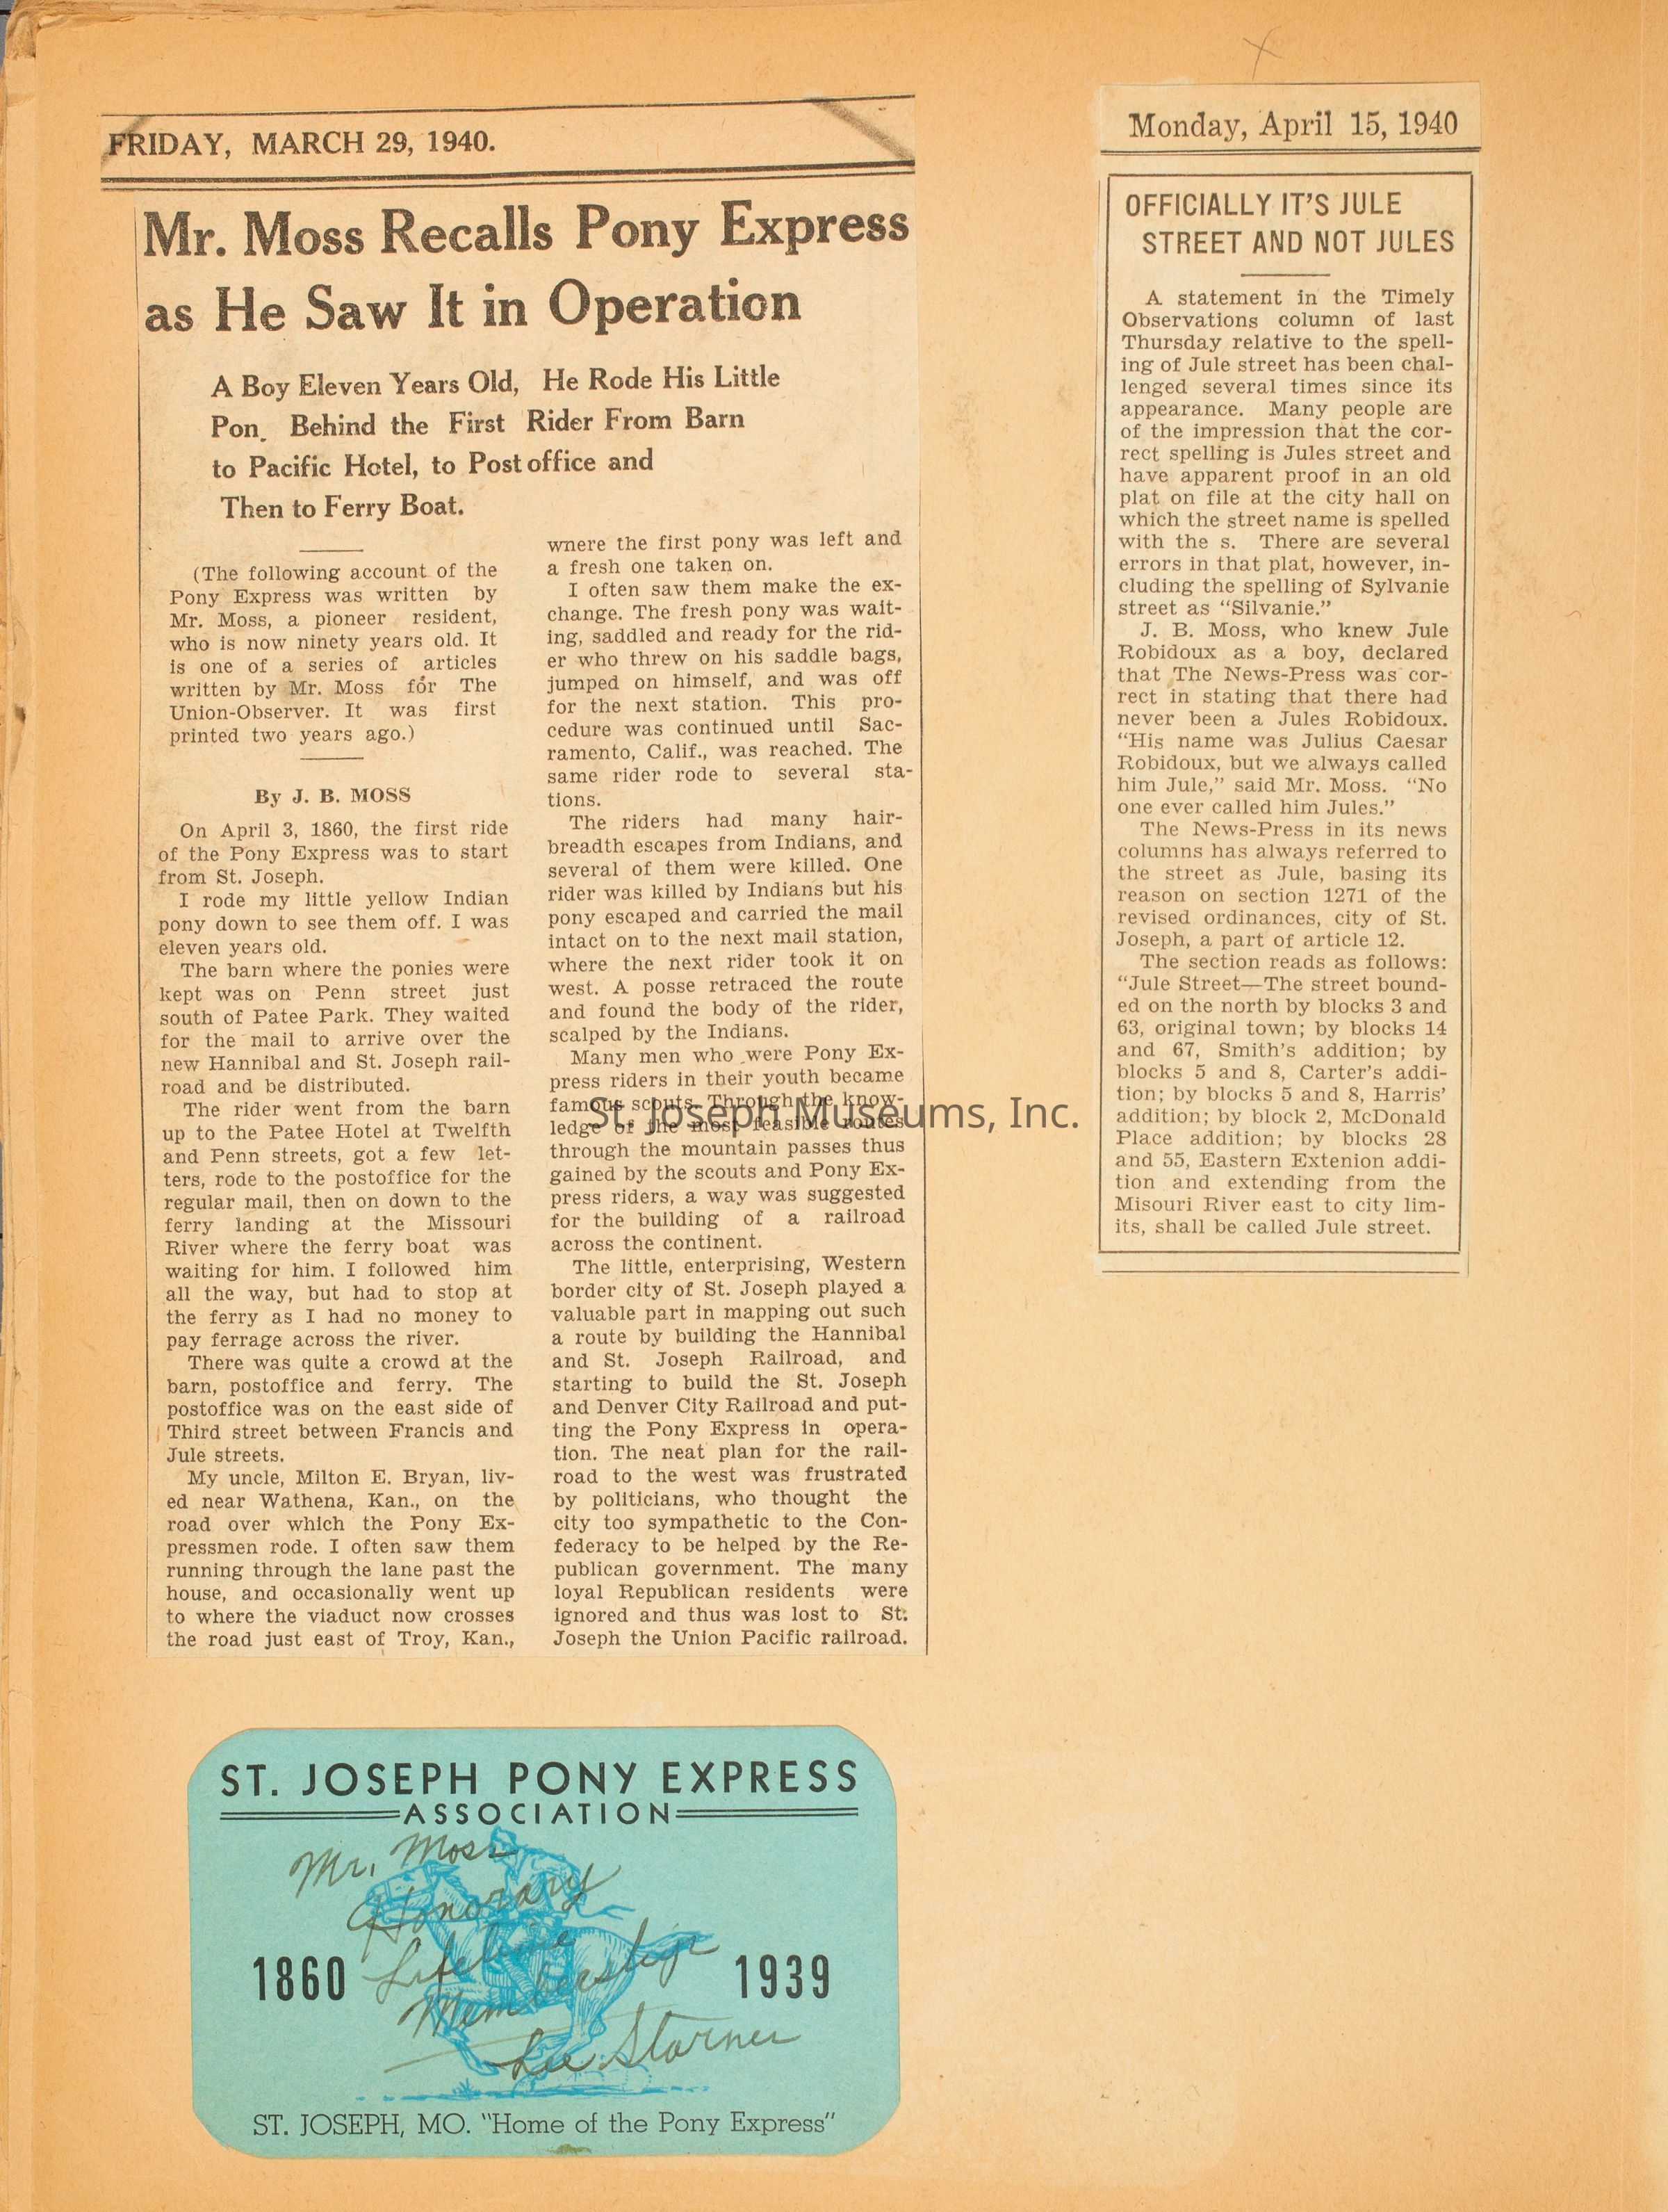 FRIDAY, MARCH 29, 1940.
Mr. Moss Recalls Pony Express
as He Saw It in Operation
A Boy Eleven Years Old, He Rode His Little
Pon. Behind the First Rider From Barn
to Pacific Hotel, to Postoffice and
Then to Ferry Boat.
(The following account of the
Pony Express was written by
Mr. Moss, a pioneer resident,
who is now ninety years old. It
is one of a series of articles
written by Mr. Moss for The
Union-Observer. It was first
printed two years ago.)
By J. B. MOSS
On April 3, 1860, the first ride
of the Pony Express was to start
from St. Joseph.
I rode my little yellow Indian
pony down to see them off. I was
eleven years old.
The barn where the ponies were
kept was on Penn street just
south of Patee Park. They waited
for the mail to arrive over the
new Hannibal and St. Joseph rail-
road and be distributed.
The rider went from the barn
up to the Patee Hotel at Twelfth
and Penn streets, got a few let-
ters, rode to the postoffice for the
regular mail, then on down to the
ferry landing at the Missouri
River where the ferry boat was
waiting for him. I followed him
all the way, but had to stop at
the ferry as I had no money to
pay ferrage across the river.
There was quite a crowd at the
barn, postoffice and ferry. The
postoffice was on the east side of
Third street between Francis and
Jule streets.
My uncle, Milton E. Bryan, liv-
ed near Wathena, Kan., on the
road over which the Pony Ex-
pressmen rode. I often saw them
running through the lane past the
house, and occasionally went up
to where the viaduct now crosses
the road just east of Troy, Kan.,
wnere the first pony was left and
a fresh one taken on.
I often saw them make the ex-
change. The fresh pony was wait-
ing, saddled and ready for the rid-
er who threw on his saddle bags,
jumped on himself, and was off
for the next station. This pro-
cedure was continued until Sac-
ramento, Calif., was reached. The
same rider rode to several sta-
tions.
The riders had many hair-
breadth escapes from Indians, and
several of them were killed. One
rider was killed by Indians but his
pony escaped and carried the mail
intact on to the next mail station,
where the next rider took it on
west. A posse retraced the route
and found the body of the rider,
scalped by the Indians.
Many men who were Pony Ex-
press riders in their youth became
famous scouts. Through the know-
ledge of the most feasible routes
through the mountain passes thus
gained by the scouts and Pony Ex-
press riders, a way was suggested
for the building of a railroad
across the continent.
The little, enterprising, Western
border city of St. Joseph played a
valuable part in mapping out such
a route by building the Hannibal
and St. Joseph Railroad, and
starting to build the St. Joseph
and Denver City Railroad and put-
ting the Pony Express in opera-
tion. The neat plan for the rail-
road to the west was frustrated
by politicians, who thought the
city too sympathetic to the Con-
federacy to be helped by the Re-
publican government. The many
loyal Republican residents were
ignored and thus was lost to St.
Joseph the Union Pacific railroad.
Monday, April 15, 1940
OFFICIALLY IT'S JULE
STREET AND NOT JULES
A statement in the Timely
Observations column of last
Thursday relative to the spell-
ing of Jule street has been chal-
lenged several times since its
appearance. Many people are
of the impression that the cor-
rect spelling is Jules street and
have apparent proof in an old
plat on file at the city hall on
which the street name is spelled
with the s. There are several
errors in that plat, however, in-
cluding the spelling of Sylvanie
street as “Silvanie.”
J. B. Moss, who knew Jule
Robidoux as a boy, declared
that The News-Press was cor-
rect in stating that there had
never been a Jules Robidoux.
“His name was Julius Caesar
Robidoux, but we always called
him Jule,” said Mr. Moss. “No
one ever called him Jules.”
The News-Press in its news
columns has always referred to
the street as Jule, basing its
reason on section 1271 of the
revised ordinances, city of St.
Joseph, a part of article 12.
The section reads as follows:
“Jule Street—The street bound-
ed on the north by blocks 3 and
63, original town; by blocks 14
and 67, Smith's addition; by
blocks 5 and 8, Carter's addi-
tion; by blocks 5 and 8, Harris'
addition; by block 2, McDonald
Place addition; by blocks 28
and 55, Eastern Extenion addi-
tion and extending from the
Misouri River east to city lim-
its, shall be called Jule street.
St. Joseph Museums, Inc.
ST. JOSEPH PONY EXPRESS
ASSOCIATION
Mr. Moss
Honorary
Lifetime
Membership
Lee Starner
1860 1939
ST. JOSEPH, MO. "Home of the Pony Express"